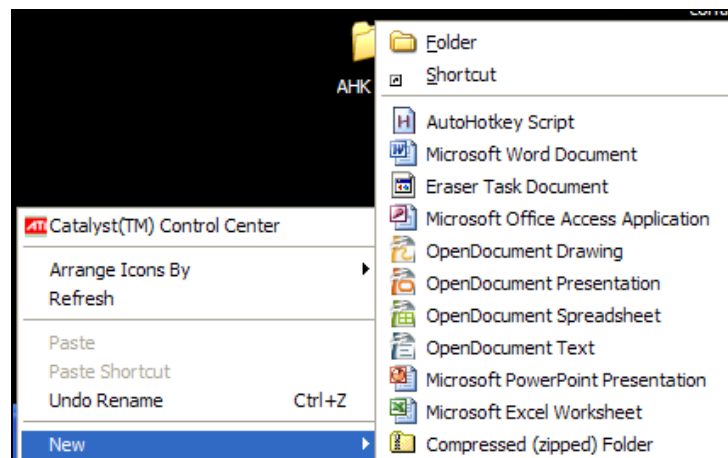 AHK
Folder
Shortcut
AutoHotkey Script
Microsoft Word Document
Eraser Task Document
Microsoft Office Access Application
OpenDocument Drawing
OpenDocument Presentation
OpenDocument Spreadsheet
OpenDocument Text
Microsoft PowerPoint Presentation
Microsoft Excel Worksheet
Compressed (zipped) Folder
ATI Catalyst(TM) Control Center
Arrange Icons By
Refresh
Paste
Paste Shortcut
Undo Rename Ctrl+Z
New